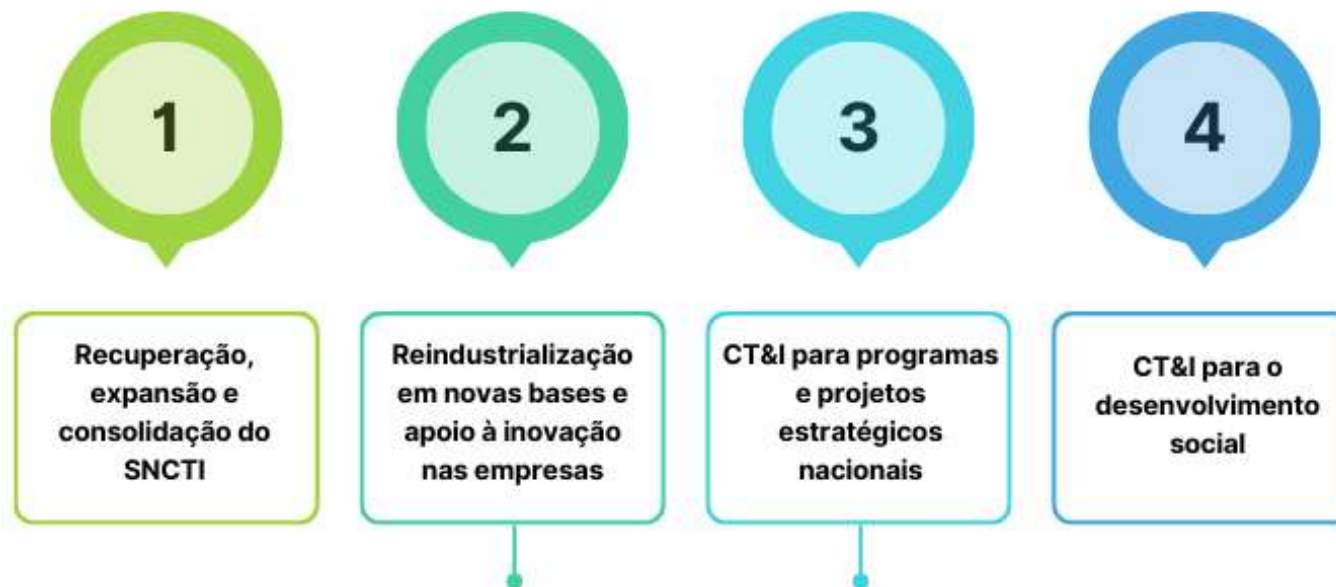 1
Recuperação,
expansão e
consolidação do
SNCTI
2
Reindustrialização
em novas bases e
apoio à inovação
nas empresas
3
CT&I para programas
e projetos
estratégicos
nacionais
4
CT&I para o
desenvolvimento
social